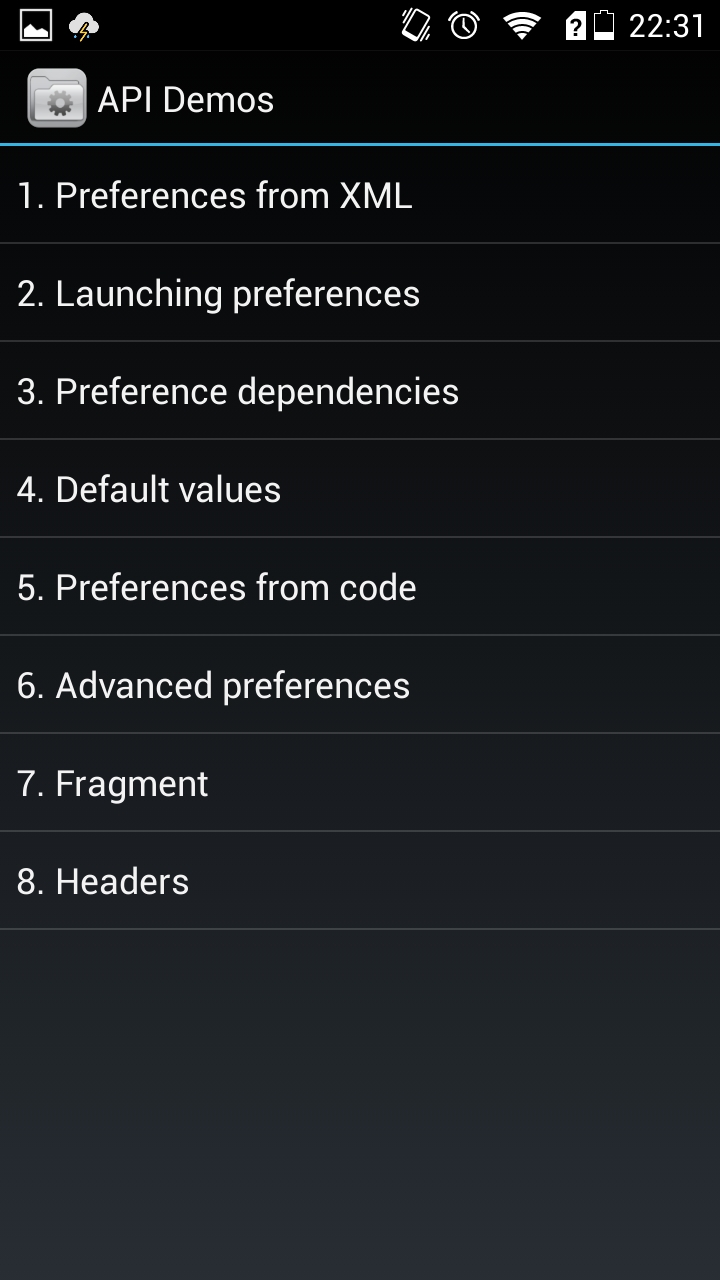 22:31
API Demos
1. Preferences from XML
2. Launching preferences
3. Preference dependencies
4. Default values
5. Preferences from code
6. Advanced preferences
7. Fragment
8. Headers